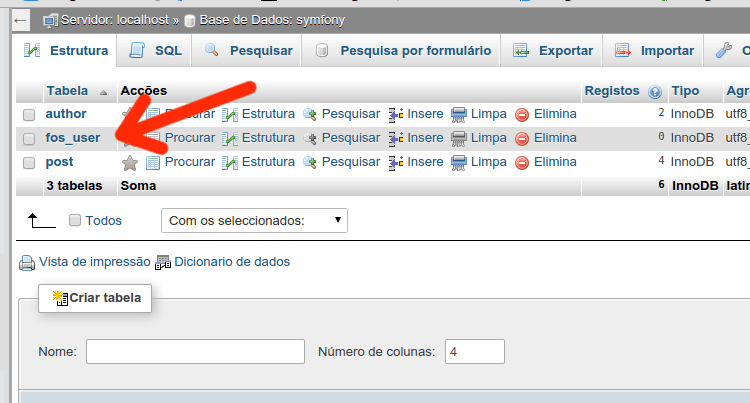 Servidor: localhost » Base de Dados: symfony
Estrutura SQL Pesquisar Pesquisa por formulário Exportar Importar
Tabela Acções Registos Tipo
author Procurar Estrutura Pesquisar Insere Limpa Elimina 2 InnoDB utf8_
fos_user Procurar Estrutura Pesquisar Insere Limpa Elimina 0 InnoDB utf8_
post Procurar Estrutura Pesquisar Insere Limpa Elimina 4 InnoDB utf8_
3 tabelas Soma 6 InnoDB
Todos Com os seleccionados:
Vista de impressão Dicionario de dados
Criar tabela
Nome: Número de colunas: 4